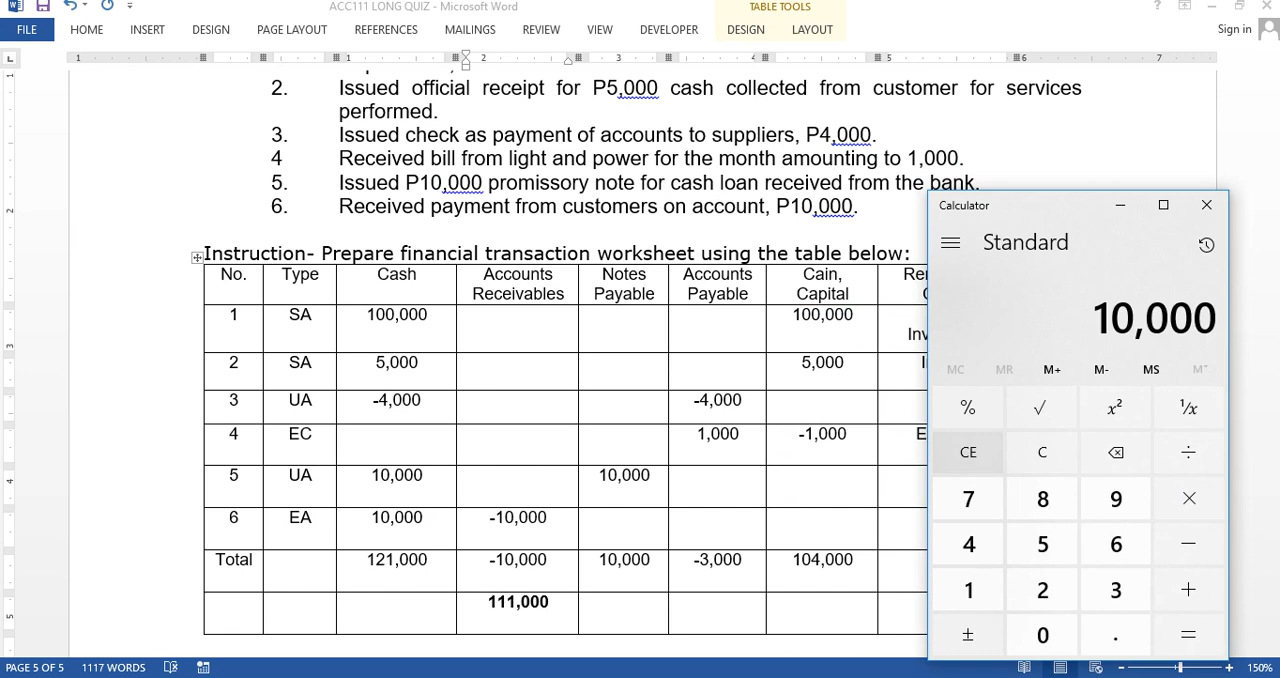 ACC111 LONG QUIZ - Microsoft Word
TABLE TOOLS
?
FILE HOME INSERT DESIGN PAGE LAYOUT REFERENCES MAILINGS REVIEW VIEW DEVELOPER DESIGN LAYOUT Sign in
1 1 2 3 4 5 6 7
2. Issued official receipt for P5,000 cash collected from customer for services
performed.
3. Issued check as payment of accounts to suppliers, P4,000.
4 Received bill from light and power for the month amounting to 1,000.
5. Issued P10,000 promissory note for cash loan received from the bank.
6. Received payment from customers on account, P10,000.
Instruction- Prepare financial transaction worksheet using the table below:
No. Type Cash Accounts Receivables Notes Payable Accounts Payable Cain, Capital
1 SA 100,000 100,000
2 SA 5,000 5,000
3 UA -4,000 -4,000
4 EC 1,000 -1,000 E
5 UA 10,000 10,000
6 EA 10,000 -10,000
Total 121,000 -10,000 10,000 -3,000 104,000
111,000
Calculator
Standard
10,000
MC MR M+ M- MS M˅
% √ x² ¹/x
CE C ⌫ ÷
7 8 9 ×
4 5 6 −
1 2 3 +
± 0 . =
PAGE 5 OF 5 1117 WORDS 150%